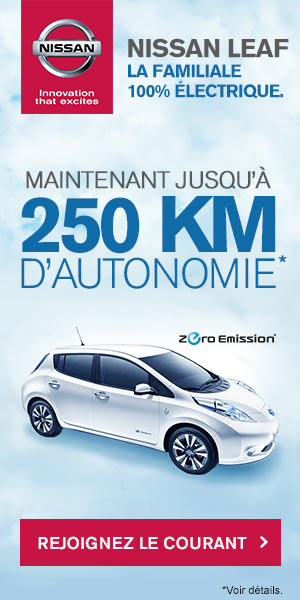 NISSAN
Innovation
that excites
NISSAN LEAF
LA FAMILIALE
100% ÉLECTRIQUE.
MAINTENANT JUSQU'À
250 KM
D'AUTONOMIE*
zero Emission
REJOIGNEZ LE COURANT >
*Voir détails.